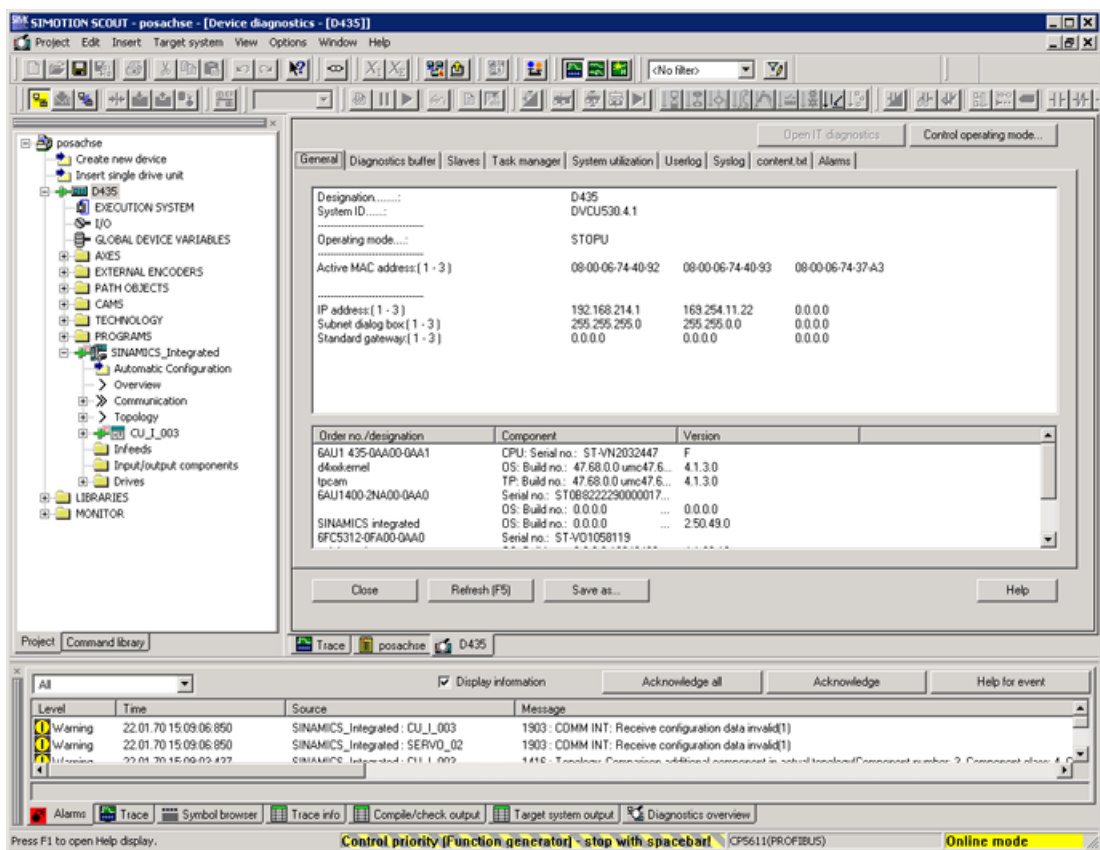 SIMOTION SCOUT - posachse - [Device diagnostics - [D435]]
Project Edit Insert Target system View Options Window Help
<No filter>
posachse
Create new device
Insert single drive unit
D435
EXECUTION SYSTEM
I/O
GLOBAL DEVICE VARIABLES
AXES
EXTERNAL ENCODERS
PATH OBJECTS
CAMS
TECHNOLOGY
PROGRAMS
SINAMICS_Integrated
Automatic Configuration
Overview
Communication
Topology
CU_I_003
Infeeds
Input/output components
Drives
LIBRARIES
MONITOR
Project Command library
Open IT diagnostics Control operating mode...
General Diagnostics buffer Slaves Task manager System utilization Userlog Syslog content.txt Alarms
Designation........: D435
System ID......: DVCU530.4.1
Operating mode....: STOPU
Active MAC address:( 1 - 3 ) 08-00-06-74-40-92 08-00-06-74-40-93 08-00-06-74-37-A3
IP address:( 1 - 3 ) 192.168.214.1 169.254.11.22 0.0.0.0
Subnet dialog box:( 1 - 3 ) 255.255.255.0 255.255.0.0 0.0.0.0
Standard gateway:( 1 - 3 ) 0.0.0.0 0.0.0.0 0.0.0.0
Order no./designation Component Version
6AU1 435-0AA00-0AA1 CPU: Serial no.: ST-VN2032447 F
d4xxkernel OS: Build no.: 47.68.0.0 umc47.6... 4.1.3.0
tpcam TP: Build no.: 47.68.0.0 umc47.6... 4.1.3.0
6AU1400-2NA00-0AA0 Serial no.: ST0B8222290000017...
OS: Build no.: 0.0.0.0 ... 0.0.0.0
SINAMICS integrated OS: Build no.: 0.0.0.0 ... 2.50.49.0
6FC5312-0FA00-0AA0 Serial no.: ST-VO1058119
Close Refresh (F5) Save as... Help
Trace posachse D435
All Display information Acknowledge all Acknowledge Help for event
Level Time Source Message
Warning 22.01.70 15:09:06:850 SINAMICS_Integrated : CU_I_003 1903 : COMM INT: Receive configuration data invalid(1)
Warning 22.01.70 15:09:06:850 SINAMICS_Integrated : SERVO_02 1903 : COMM INT: Receive configuration data invalid(1)
Alarms Trace Symbol browser Trace info Compile/check output Target system output Diagnostics overview
Press F1 to open Help display. Control priority (Function generator) - stop with spacebar! CP5611(PROFIBUS) Online mode